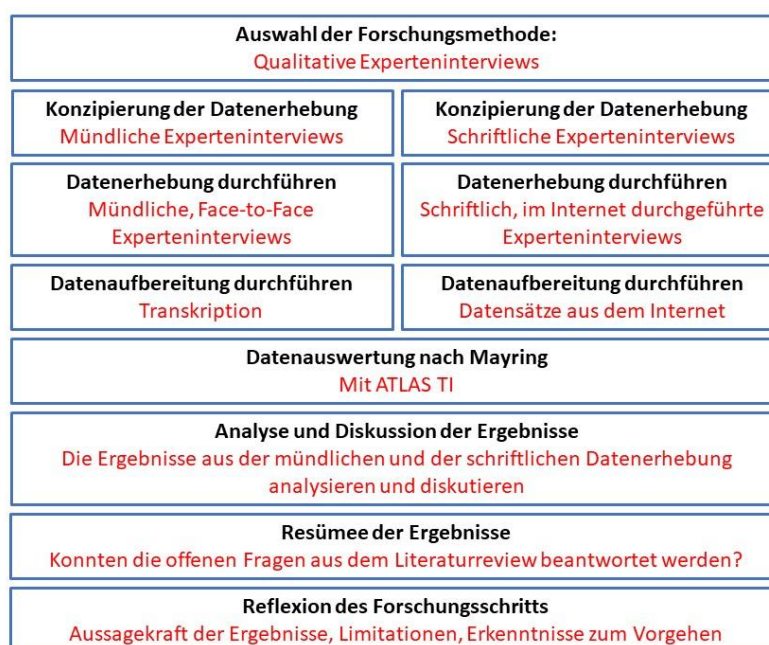 Auswahl der Forschungsmethode:
Qualitative Experteninterviews
Konzipierung der Datenerhebung
Mündliche Experteninterviews
Konzipierung der Datenerhebung
Schriftliche Experteninterviews
Datenerhebung durchführen
Mündliche, Face-to-Face
Experteninterviews
Datenerhebung durchführen
Schriftlich, im Internet durchgeführte
Experteninterviews
Datenaufbereitung durchführen
Transkription
Datenaufbereitung durchführen
Datensätze aus dem Internet
Datenauswertung nach Mayring
Mit ATLAS TI
Analyse und Diskussion der Ergebnisse
Die Ergebnisse aus der mündlichen und der schriftlichen Datenerhebung
analysieren und diskutieren
Resümee der Ergebnisse
Konnten die offenen Fragen aus dem Literaturreview beantwortet werden?
Reflexion des Forschungsschritts
Aussagekraft der Ergebnisse, Limitationen, Erkenntnisse zum Vorgehen